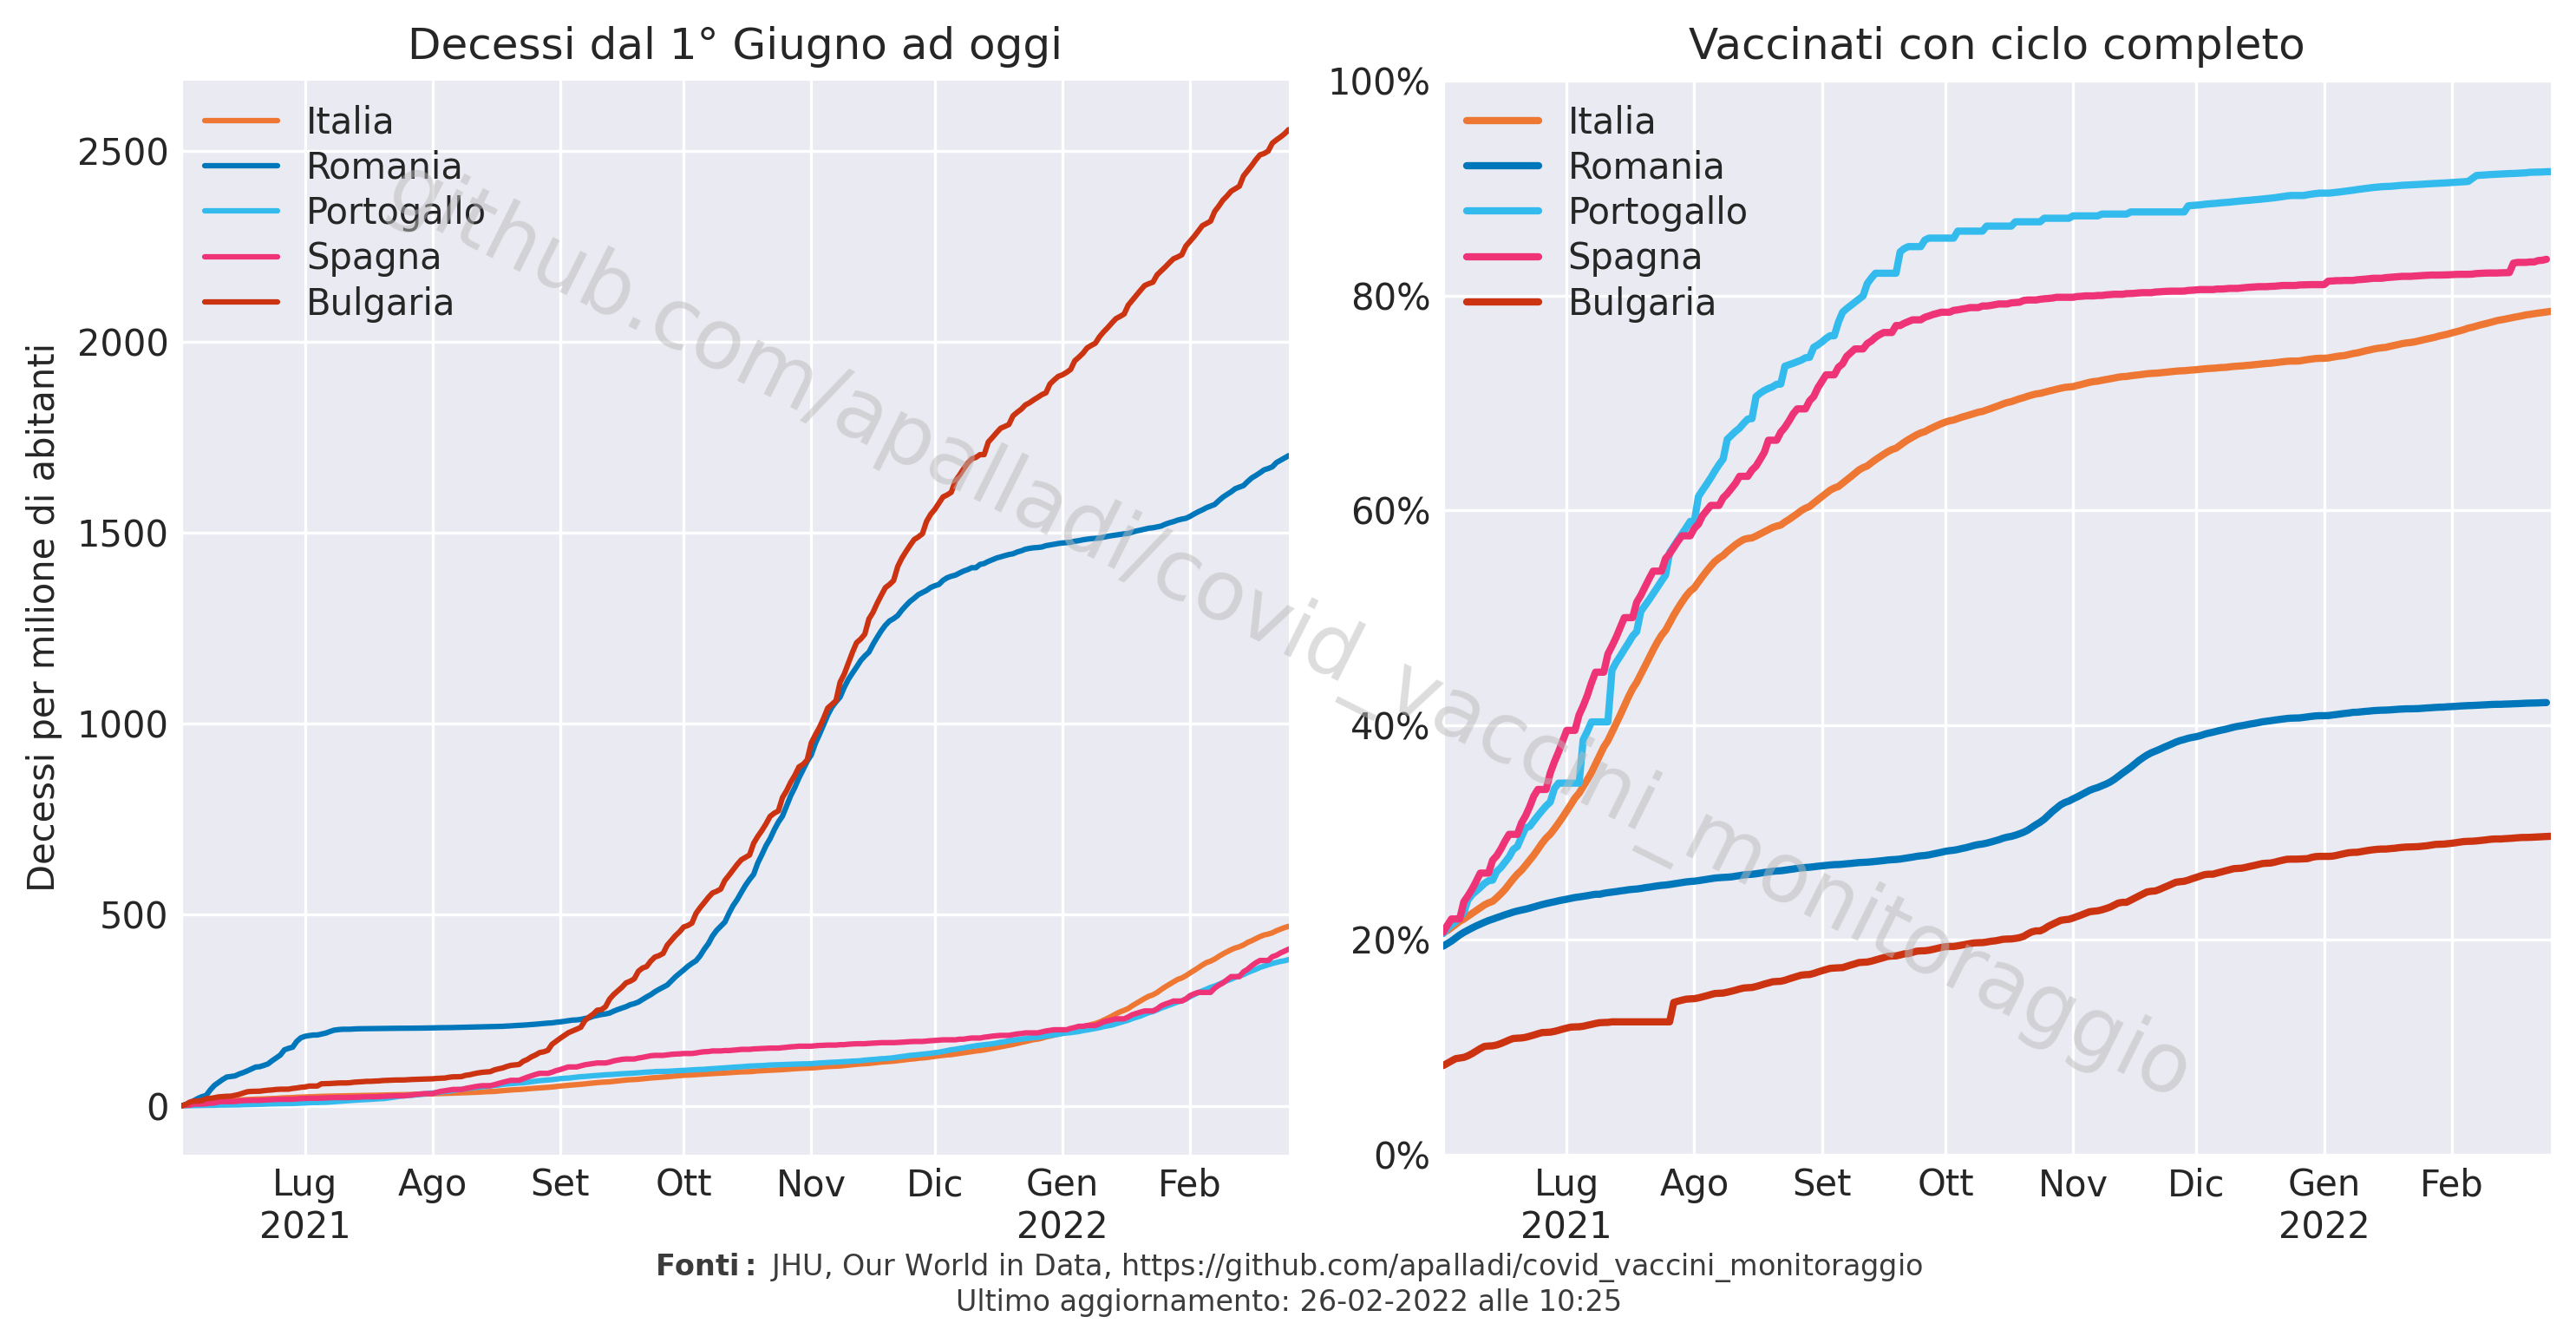 Decessi dal 1° Giugno ad oggi
Decessi per milione di abitanti
2500
2000
1500
1000
500
0
Italia
Romania
Portogallo
Spagna
Bulgaria
Lug
2021
Ago
Set
Ott
Nov
Dic
Gen
2022
Feb
Vaccinati con ciclo completo
100%
80%
60%
40%
20%
0%
Italia
Romania
Portogallo
Spagna
Bulgaria
Lug
2021
Ago
Set
Ott
Nov
Dic
Gen
2022
Feb
github.com/apalladi/covid_vaccini_monitoraggio
Fonti: JHU, Our World in Data, https://github.com/apalladi/covid_vaccini_monitoraggio
Ultimo aggiornamento: 26-02-2022 alle 10:25